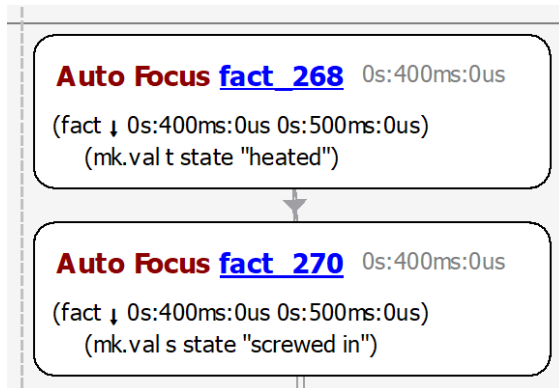 Auto Focus fact_268 0s:400ms:0us
(fact ↓ 0s:400ms:0us 0s:500ms:0us)
(mk.val t state "heated")
Auto Focus fact_270 0s:400ms:0us
(fact ↓ 0s:400ms:0us 0s:500ms:0us)
(mk.val s state "screwed in")